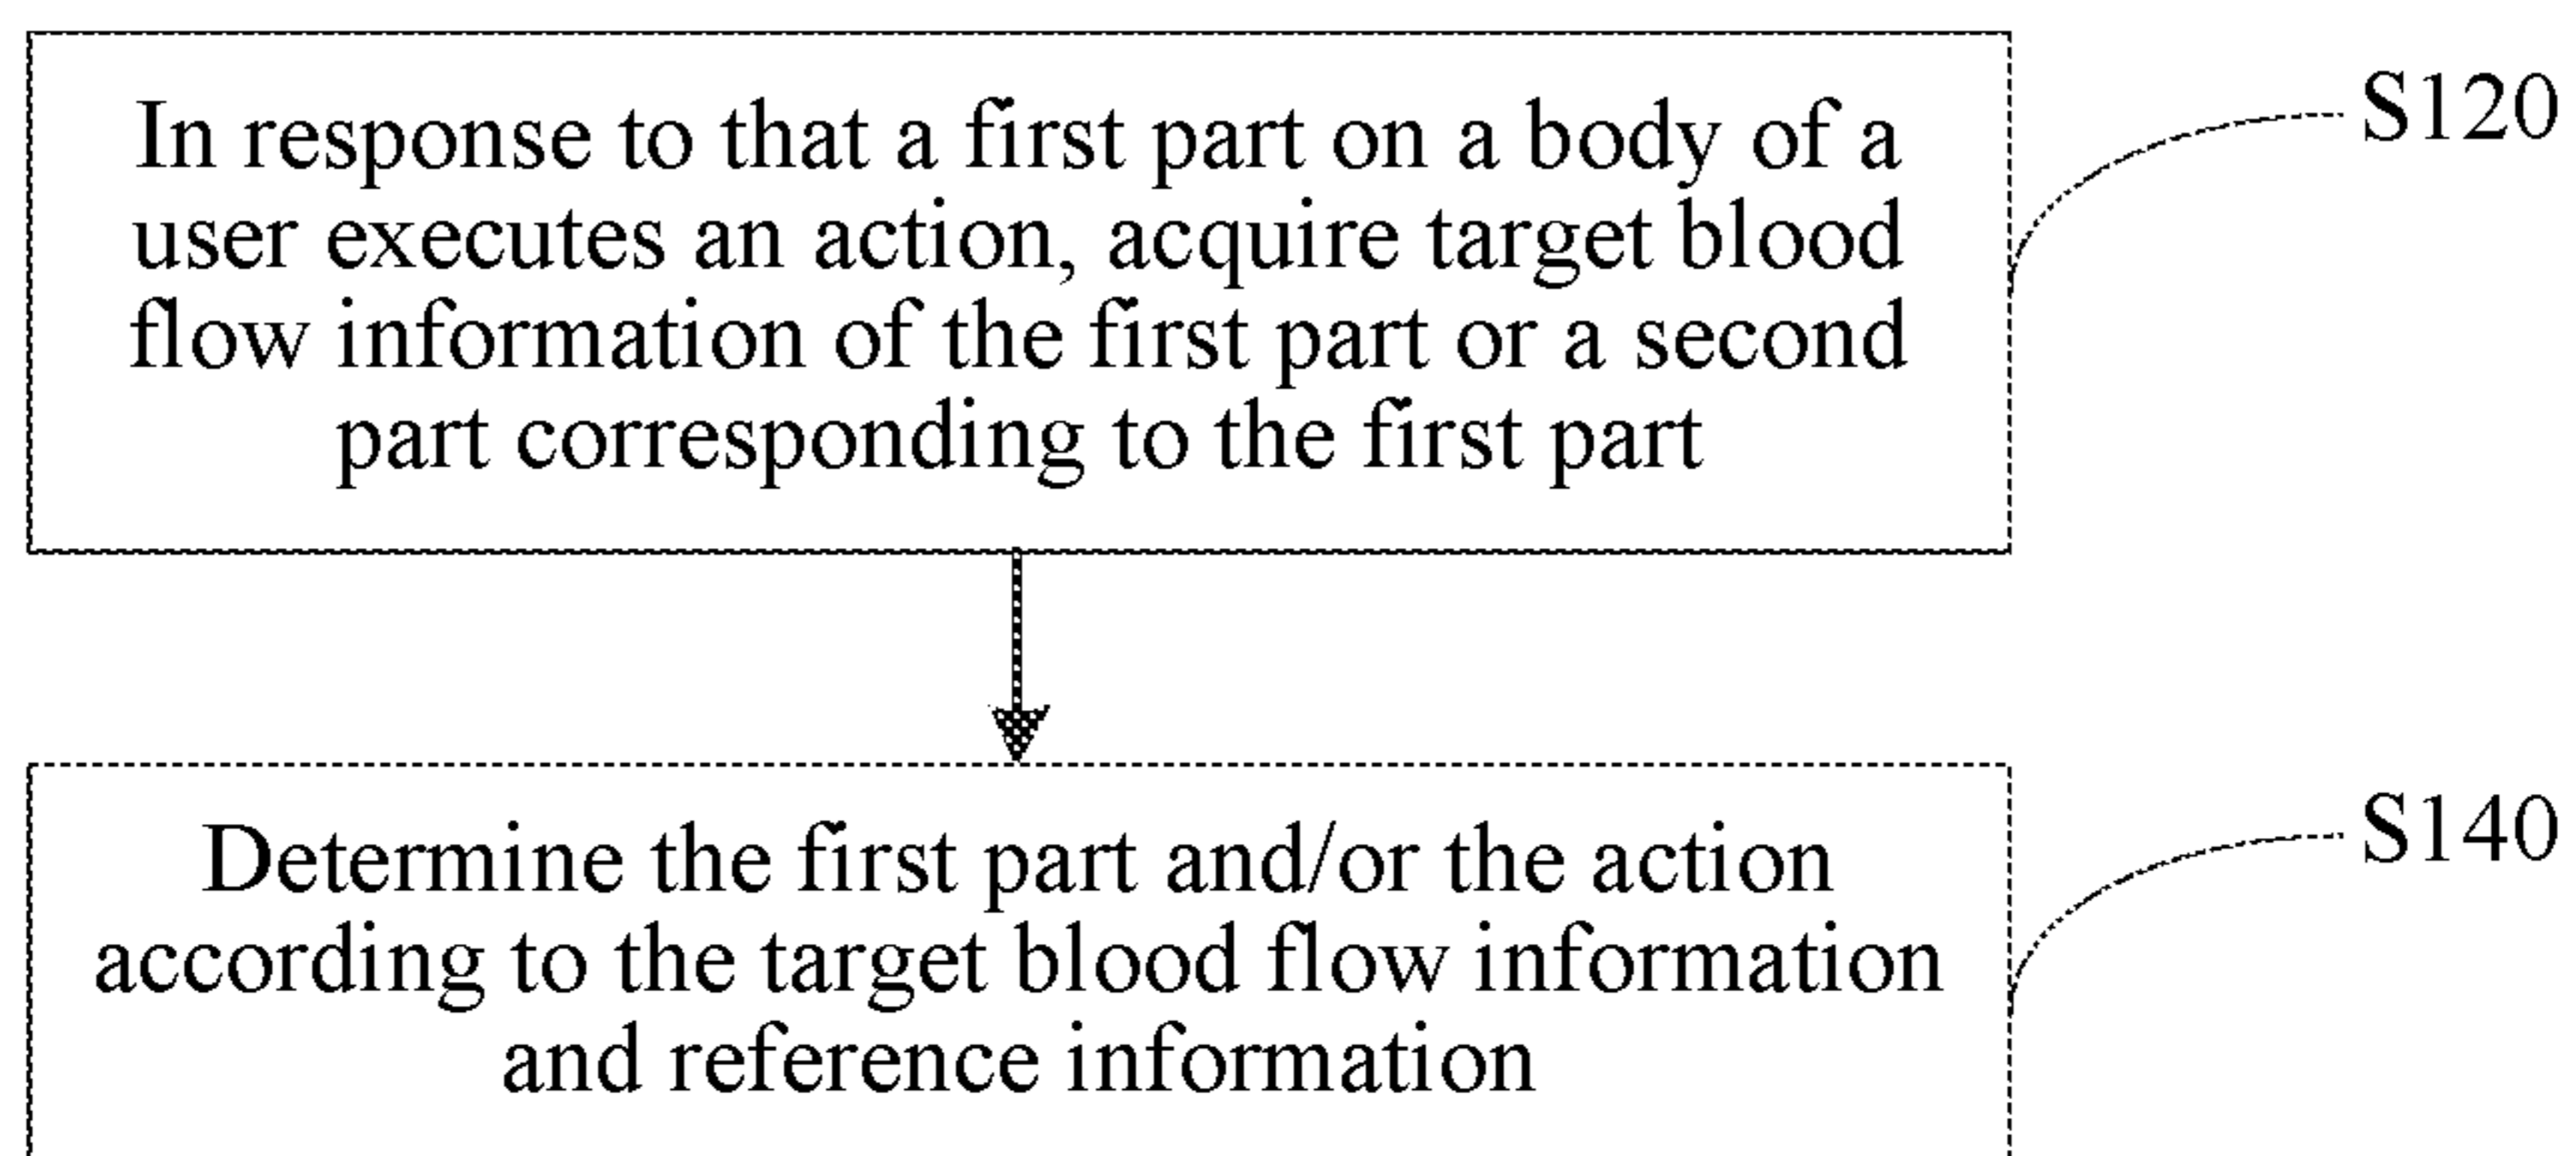 In response to that a first part on a body of a
user executes an action, acquire target blood
flow information of the first part or a second
part corresponding to the first part
S120
Determine the first part and/or the action
according to the target blood flow information
and reference information
S140